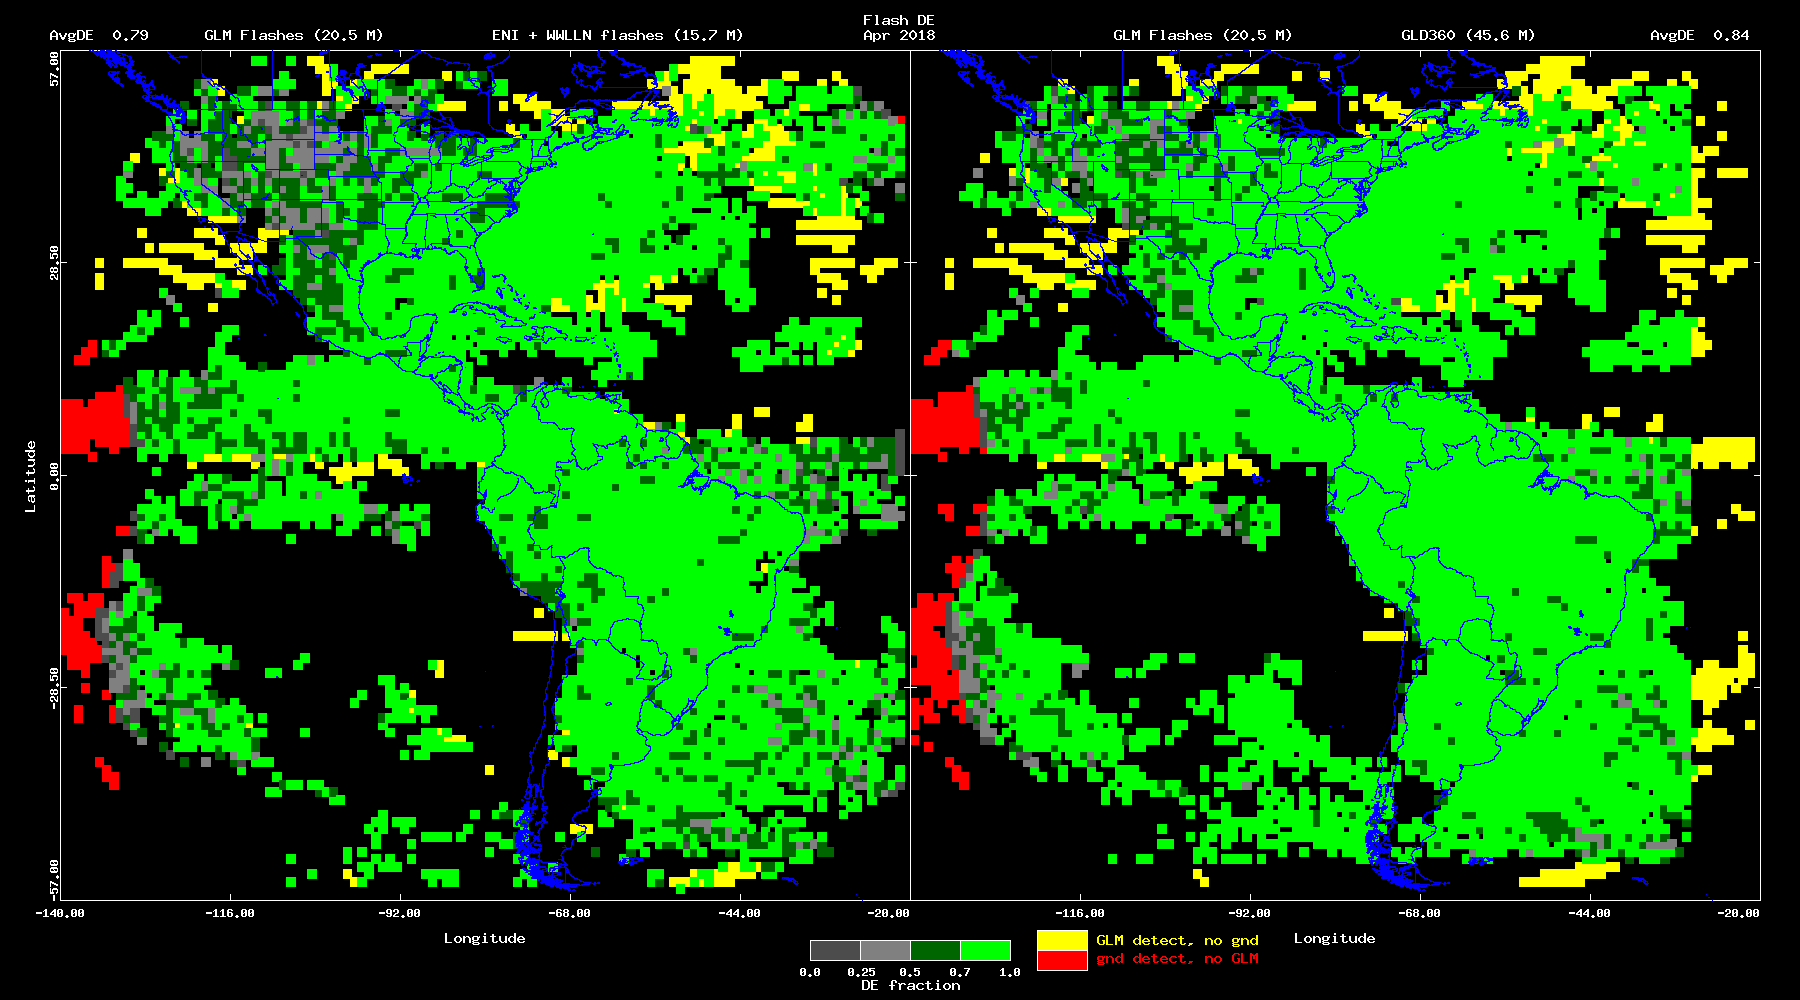 Flash DE
AvgDE 0.79 GLM Flashes (20.5 M) ENI + WWLLN flashes (15.7 M) Apr 2018 GLM Flashes (20.5 M) GLD360 (45.6 M) AvgDE 0.84
57.00
28.50
0.00
-28.50
-57.00
Latitude
-140.00 -116.00 -92.00 -68.00 -44.00 -20.00 -116.00 -92.00 -68.00 -44.00 -20.00
Longitude Longitude
GLM detect, no gnd
gnd detect, no GLM
0.0 0.25 0.5 0.7 1.0
DE fraction